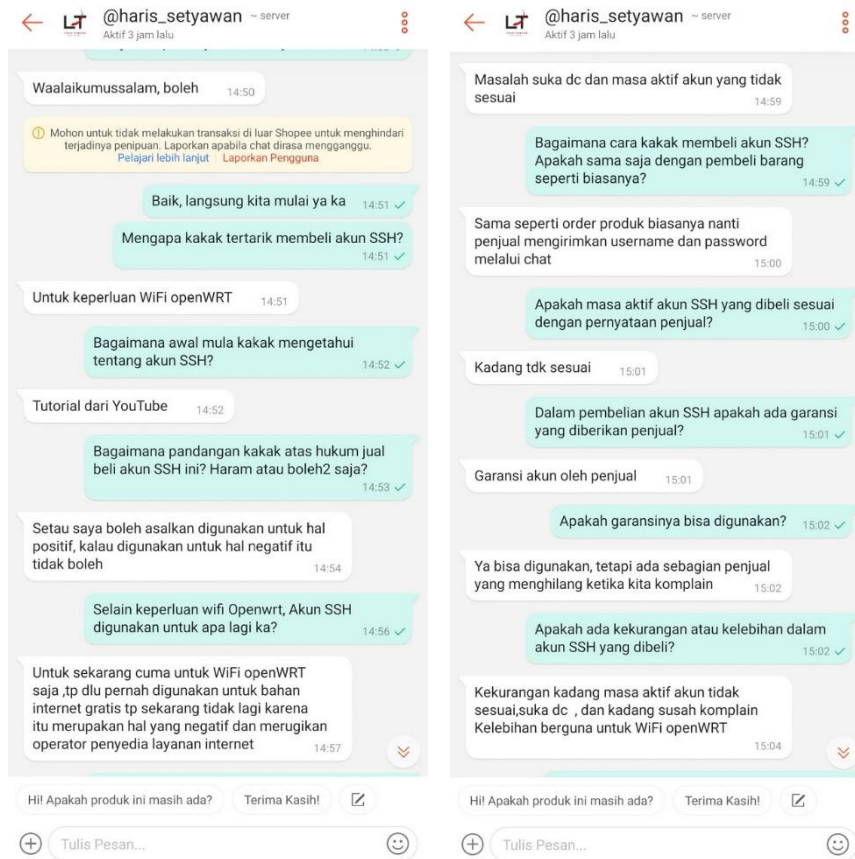 @haris_setyawan ~ server
Aktif 3 jam lalu
Waalaikumussalam, boleh 14:50
Mohon untuk tidak melakukan transaksi di luar Shopee untuk menghindari
terjadinya penipuan. Laporkan apabila chat dirasa mengganggu.
Pelajari lebih lanjut Laporkan Pengguna
Baik, langsung kita mulai ya ka 14:51
Mengapa kakak tertarik membeli akun SSH?
14:51
Untuk keperluan WiFi openWRT 14:51
Bagaimana awal mula kakak mengetahui
tentang akun SSH? 14:52
Tutorial dari YouTube 14:52
Bagaimana pandangan kakak atas hukum jual
beli akun SSH ini? Haram atau boleh2 saja?
14:53
Setau saya boleh asalkan digunakan untuk hal
positif, kalau digunakan untuk hal negatif itu
tidak boleh 14:54
Selain keperluan wifi Openwrt, Akun SSH
digunakan untuk apa lagi ka? 14:56
Untuk sekarang cuma untuk WiFi openWRT
saja ,tp dlu pernah digunakan untuk bahan
internet gratis tp sekarang tidak lagi karena
itu merupakan hal yang negatif dan merugikan
operator penyedia layanan internet 14:57
Hi! Apakah produk ini masih ada? Terima Kasih!
Tulis Pesan...
@haris_setyawan ~ server
Aktif 3 jam lalu
Masalah suka dc dan masa aktif akun yang tidak
sesuai 14:59
Bagaimana cara kakak membeli akun SSH?
Apakah sama saja dengan pembeli barang
seperti biasanya? 14:59
Sama seperti order produk biasanya nanti
penjual mengirimkan username dan password
melalui chat 15:00
Apakah masa aktif akun SSH yang dibeli sesuai
dengan pernyataan penjual? 15:00
Kadang tdk sesuai 15:01
Dalam pembelian akun SSH apakah ada garansi
yang diberikan penjual? 15:01
Garansi akun oleh penjual 15:01
Apakah garansinya bisa digunakan? 15:02
Ya bisa digunakan, tetapi ada sebagian penjual
yang menghilang ketika kita komplain 15:02
Apakah ada kekurangan atau kelebihan dalam
akun SSH yang dibeli? 15:02
Kekurangan kadang masa aktif akun tidak
sesuai,suka dc , dan kadang susah komplain
Kelebihan berguna untuk WiFi openWRT
15:04
Hi! Apakah produk ini masih ada? Terima Kasih!
Tulis Pesan...